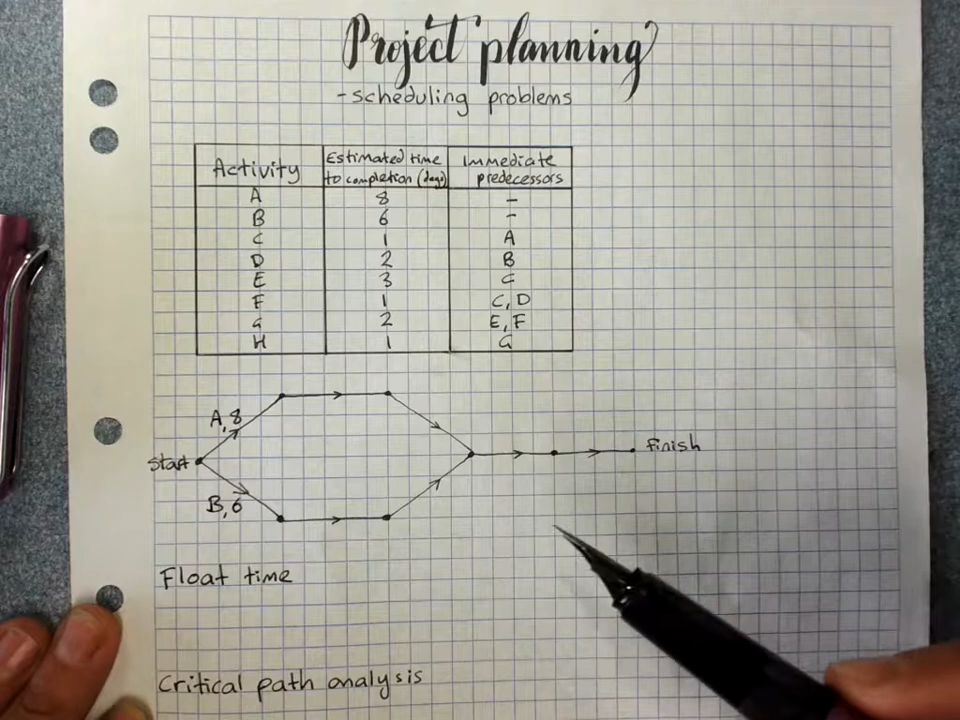 Project planning
-scheduling problems
Activity Estimated time to completion (days) Immediate predecessors
A 8 -
B 6 -
C 1 A
D 2 B
E 3 C
F 1 C, D
G 2 E, F
H 1 G
A, 8
Start Finish
B, 6
Float time
Critical path analysis